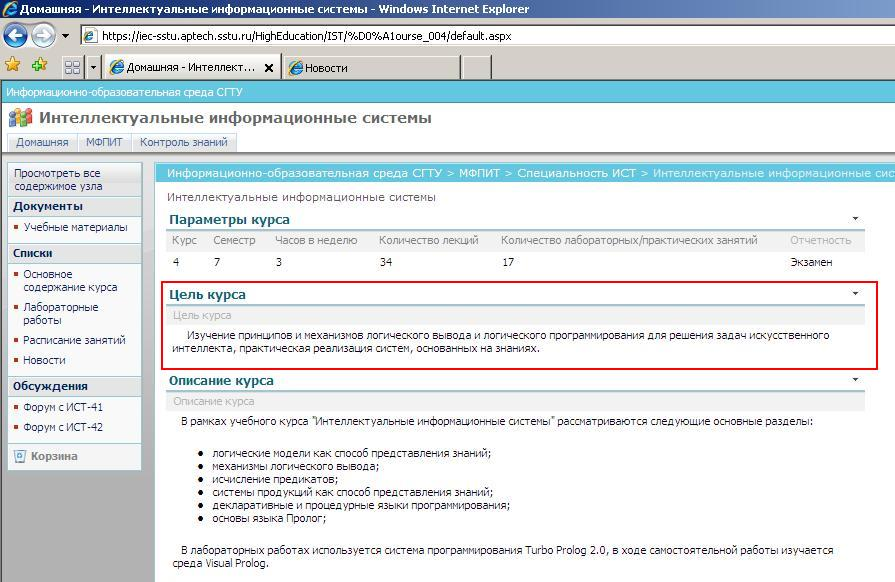 Домашняя - Интеллектуальные информационные системы - Windows Internet Explorer
https://iec-sstu.aptech.sstu.ru/HighEducation/IST/%D0%A1ourse_004/default.aspx
Домашняя - Интеллект... Новости
Информационно-образовательная среда СГТУ
Интеллектуальные информационные системы
Домашняя МФПИТ Контроль знаний
Просмотреть все
содержимое узла
Документы
Учебные материалы
Списки
Основное
содержание курса
Лабораторные
работы
Расписание занятий
Новости
Обсуждения
Форум с ИСТ-41
Форум с ИСТ-42
Корзина
Информационно-образовательная среда СГТУ > МФПИТ > Специальность ИСТ > Интеллектуальные информационные сис
Интеллектуальные информационные системы
Параметры курса
Курс Семестр Часов в неделю Количество лекций Количество лабораторных/практических занятий Отчетность
4 7 3 34 17 Экзамен
Цель курса
Цель курса
Изучение принципов и механизмов логического вывода и логического программирования для решения задач искусственного
интеллекта, практическая реализация систем, основанных на знаниях.
Описание курса
Описание курса
В рамках учебного курса "Интеллектуальные информационные системы" рассматриваются следующие основные разделы:
● логические модели как способ представления знаний;
● механизмы логического вывода;
● исчисление предикатов;
● системы продукций как способ представления знаний;
● декларативные и процедурные языки программирования;
● основы языка Пролог;
В лабораторных работах используется система программирования Turbo Prolog 2.0, в ходе самостоятельной работы изучается
среда Visual Prolog.